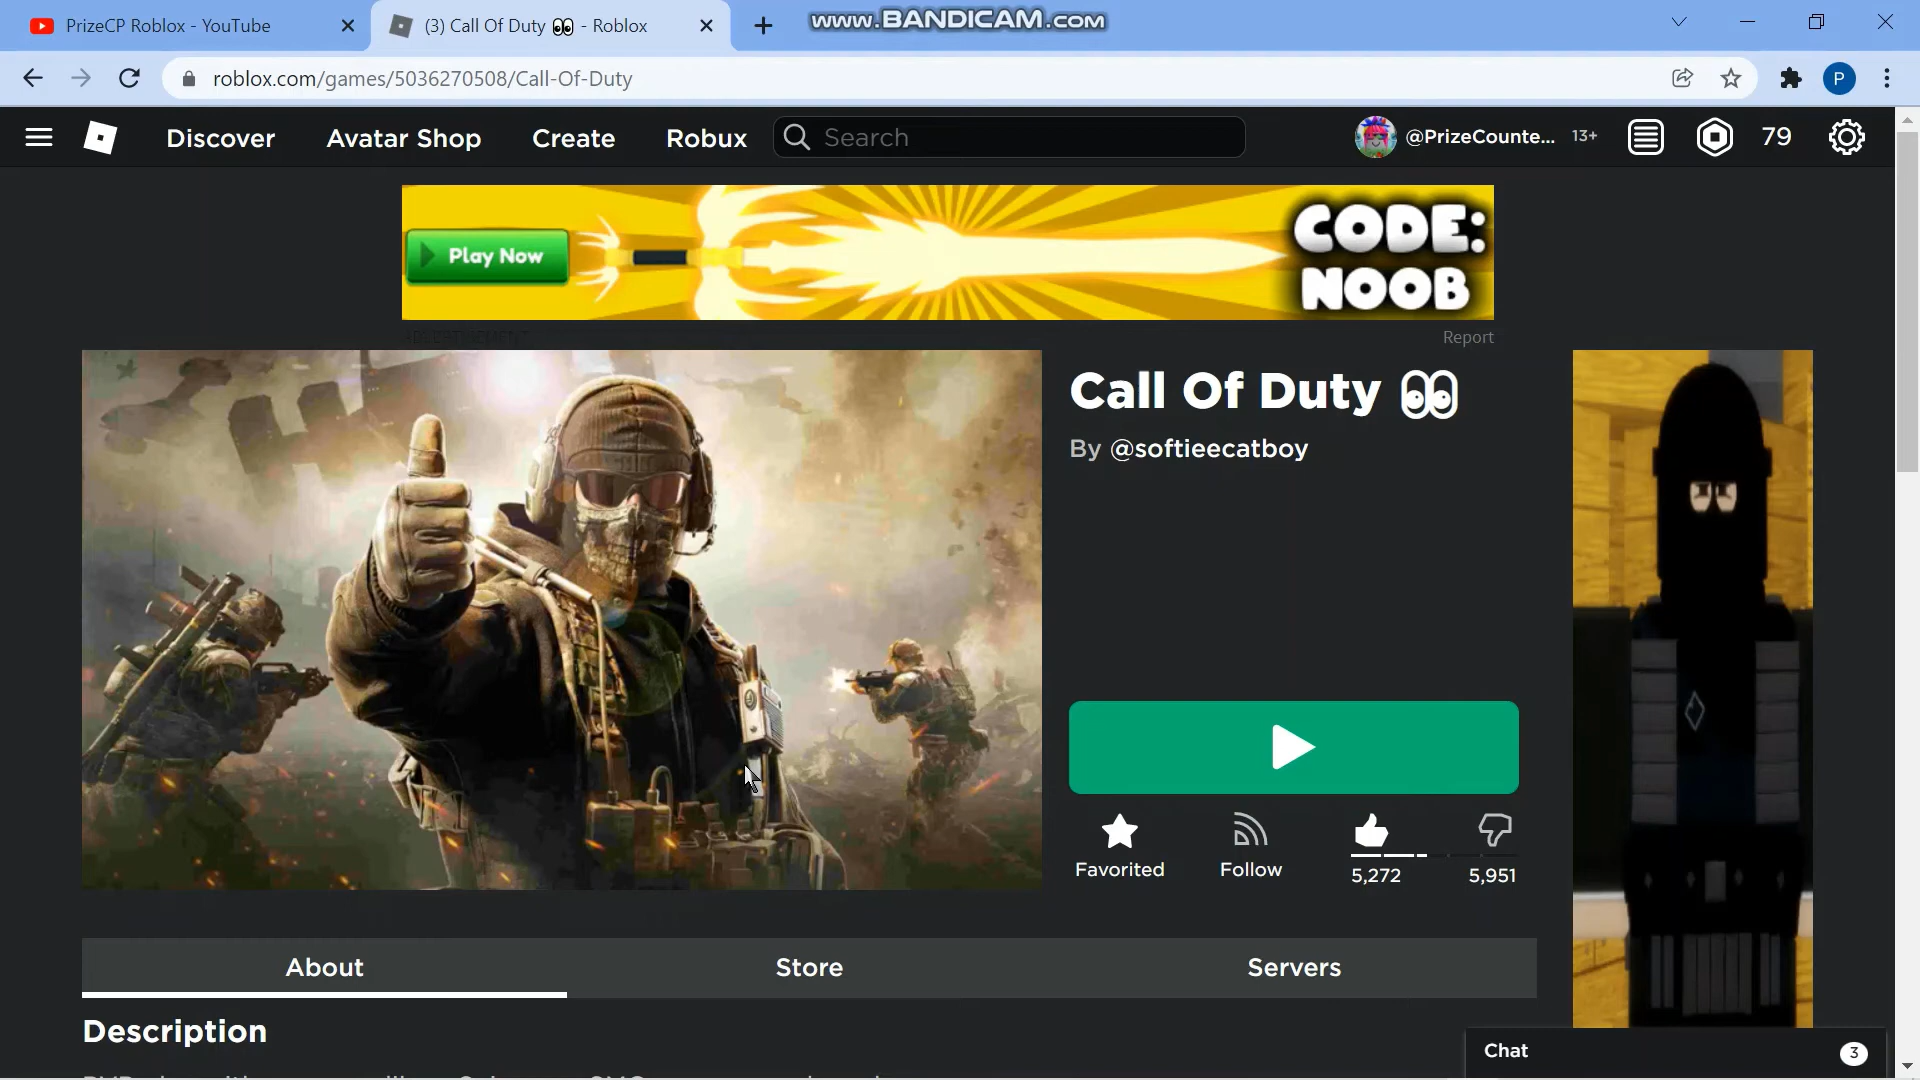 PrizeCP Roblox - YouTube
(3) Call Of Duty 👀 - Roblox
www.BANDICAM.com
roblox.com/games/5036270508/Call-Of-Duty
P
Discover
Avatar Shop
Create
Robux
Search
@PrizeCounte...
13+
79
Play Now
CODE:
NOOB
ADVERTISEMENT
Report
Call Of Duty 👀
By @softieecatboy
Favorited
Follow
5,272
5,951
About
Store
Servers
Description
Chat
3